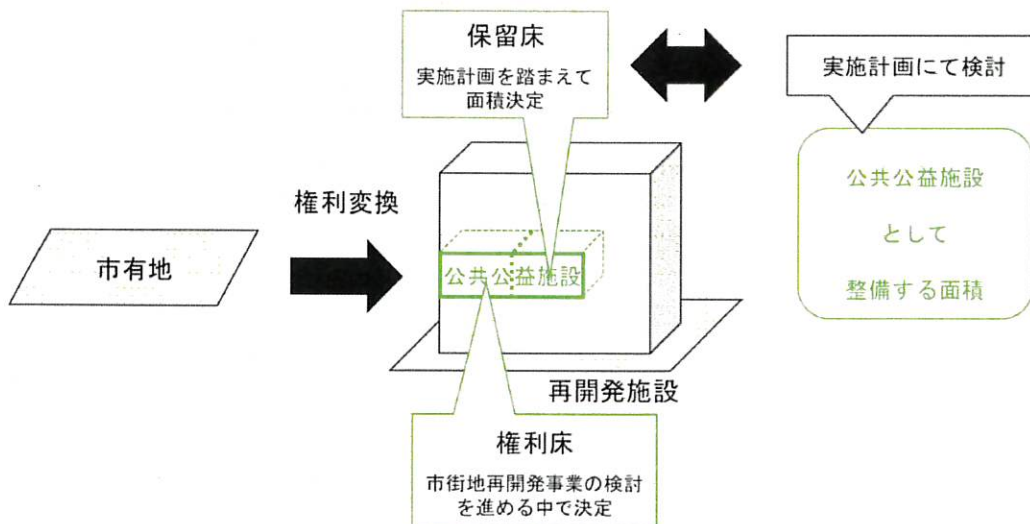 保留床
実施計画を踏まえて
面積決定
実施計画にて検討
公共公益施設
として
整備する面積
権利変換
市有地
公共公益施設
再開発施設
権利床
市街地再開発事業の検討
を進める中で決定